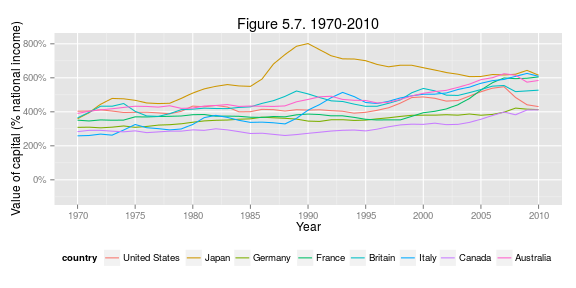 Figure 5.7. 1970-2010
Value of capital (% national income)
800%
600%
400%
200%
0%
1970 1975 1980 1985 1990 1995 2000 2005 2010
Year
country United States Japan Germany France Britain Italy Canada Australia